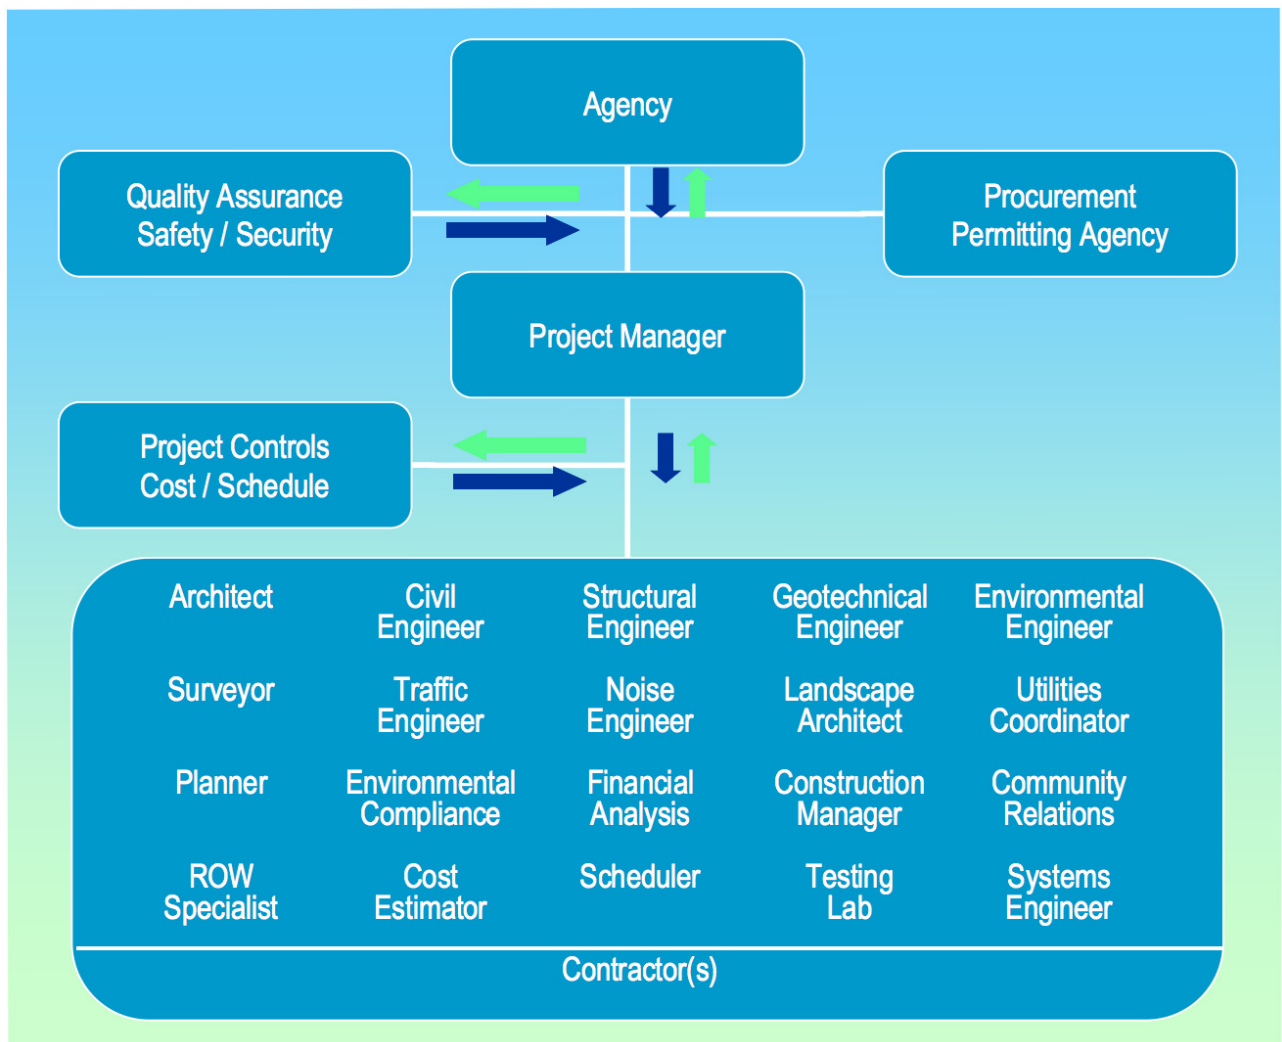 Agency
Quality Assurance
Safety / Security
Procurement
Permitting Agency
Project Manager
Project Controls
Cost / Schedule
Architect
Civil
Engineer
Structural
Engineer
Geotechnical
Engineer
Environmental
Engineer
Surveyor
Traffic
Engineer
Noise
Engineer
Landscape
Architect
Utilities
Coordinator
Planner
Environmental
Compliance
Financial
Analysis
Construction
Manager
Community
Relations
ROW
Specialist
Cost
Estimator
Scheduler
Testing
Lab
Systems
Engineer
Contractor(s)